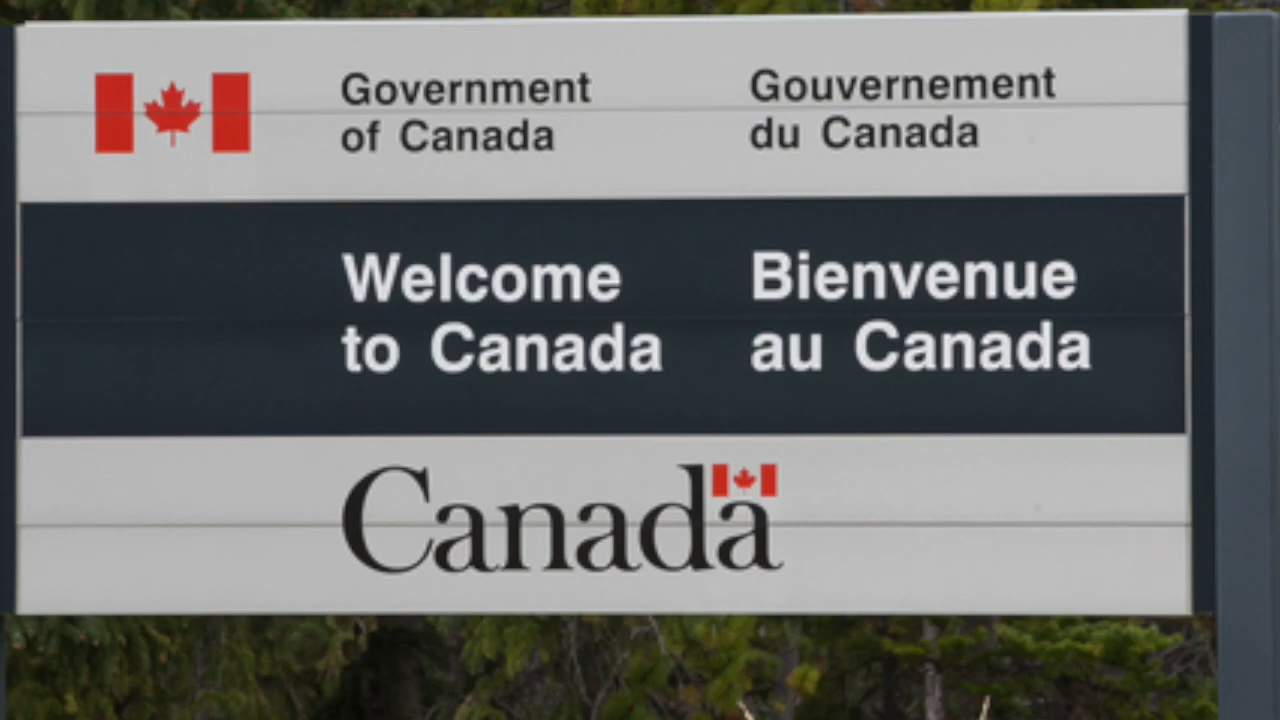 Government
of Canada
Gouvernement
du Canada
Welcome
to Canada
Bienvenue
au Canada
Canada